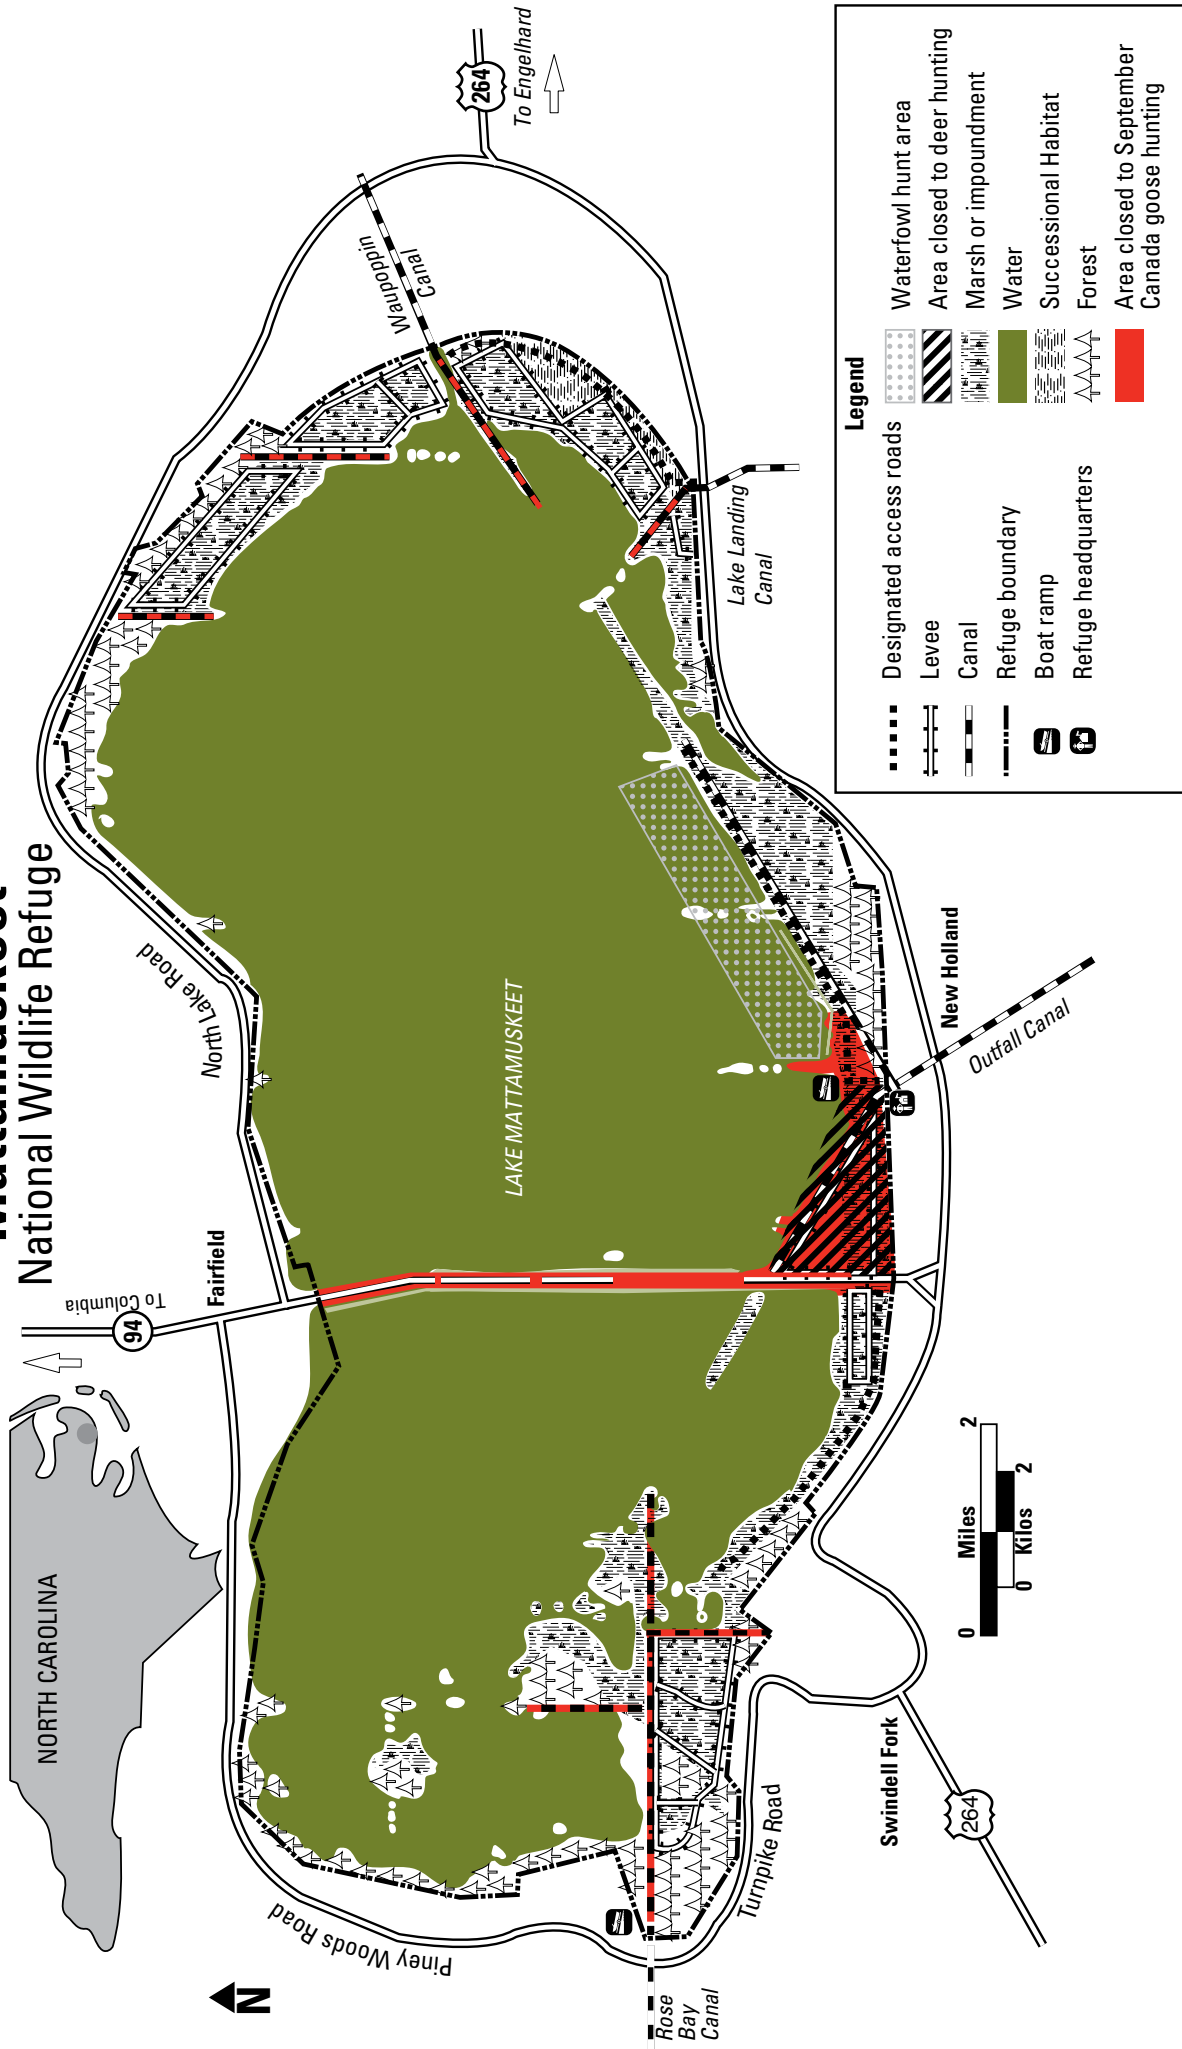 National Wildlife Refuge
NORTH CAROLINA
N
94
To Columbia
Fairfield
North Lake Road
Piney Woods Road
Rose
Bay
Canal
Turnpike Road
Swindell Fork
264
LAKE MATTAMUSKEET
New Holland
Outfall Canal
Lake Landing
Canal
Waupoppin
Canal
264
To Engelhard
0 Miles 2
0 Kilos 2
Legend
Designated access roads
Levee
Canal
Refuge boundary
Boat ramp
Refuge headquarters
Waterfowl hunt area
Area closed to deer hunting
Marsh or impoundment
Water
Successional Habitat
Forest
Area closed to September
Canada goose hunting